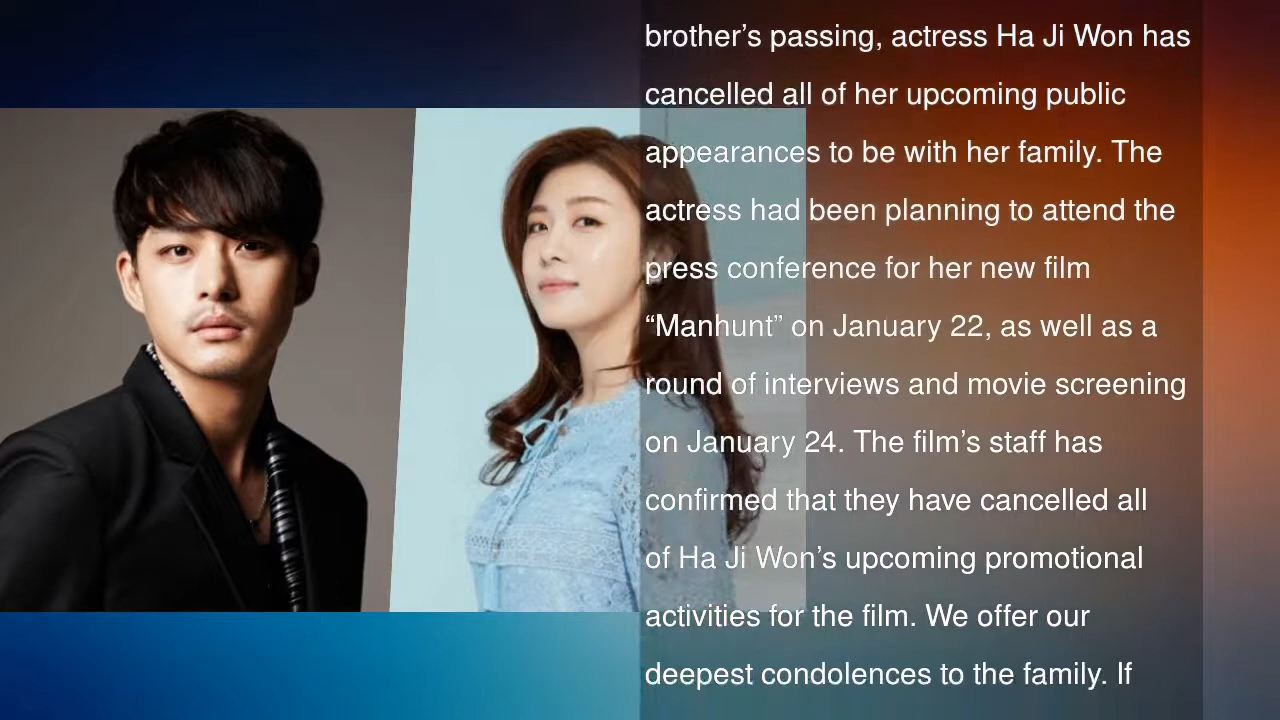 brother’s passing, actress Ha Ji Won has
cancelled all of her upcoming public
appearances to be with her family. The
actress had been planning to attend the
press conference for her new film
“Manhunt” on January 22, as well as a
round of interviews and movie screening
on January 24. The film’s staff has
confirmed that they have cancelled all
of Ha Ji Won’s upcoming promotional
activities for the film. We offer our
deepest condolences to the family. If